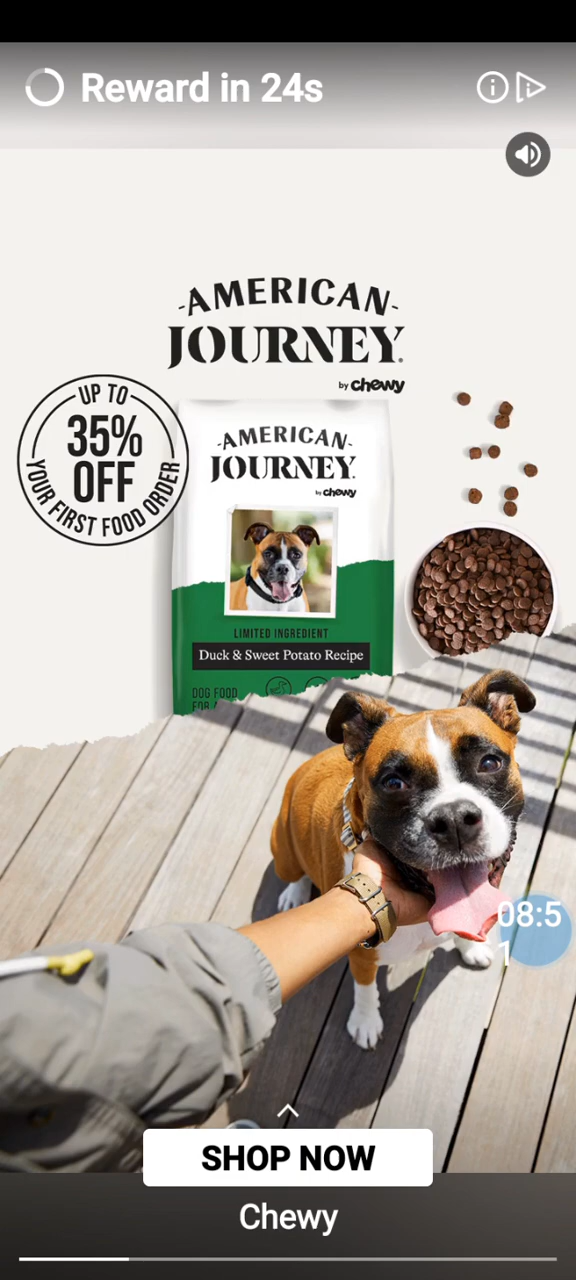 Reward in 24s
-AMERICAN-
JOURNEY.
by chewy
UP TO
35%
OFF
YOUR FIRST FOOD ORDER
-AMERICAN-
JOURNEY.
by chewy
LIMITED INGREDIENT
Duck & Sweet Potato Recipe
DOG FOOD
FOR
08:5
1
SHOP NOW
Chewy